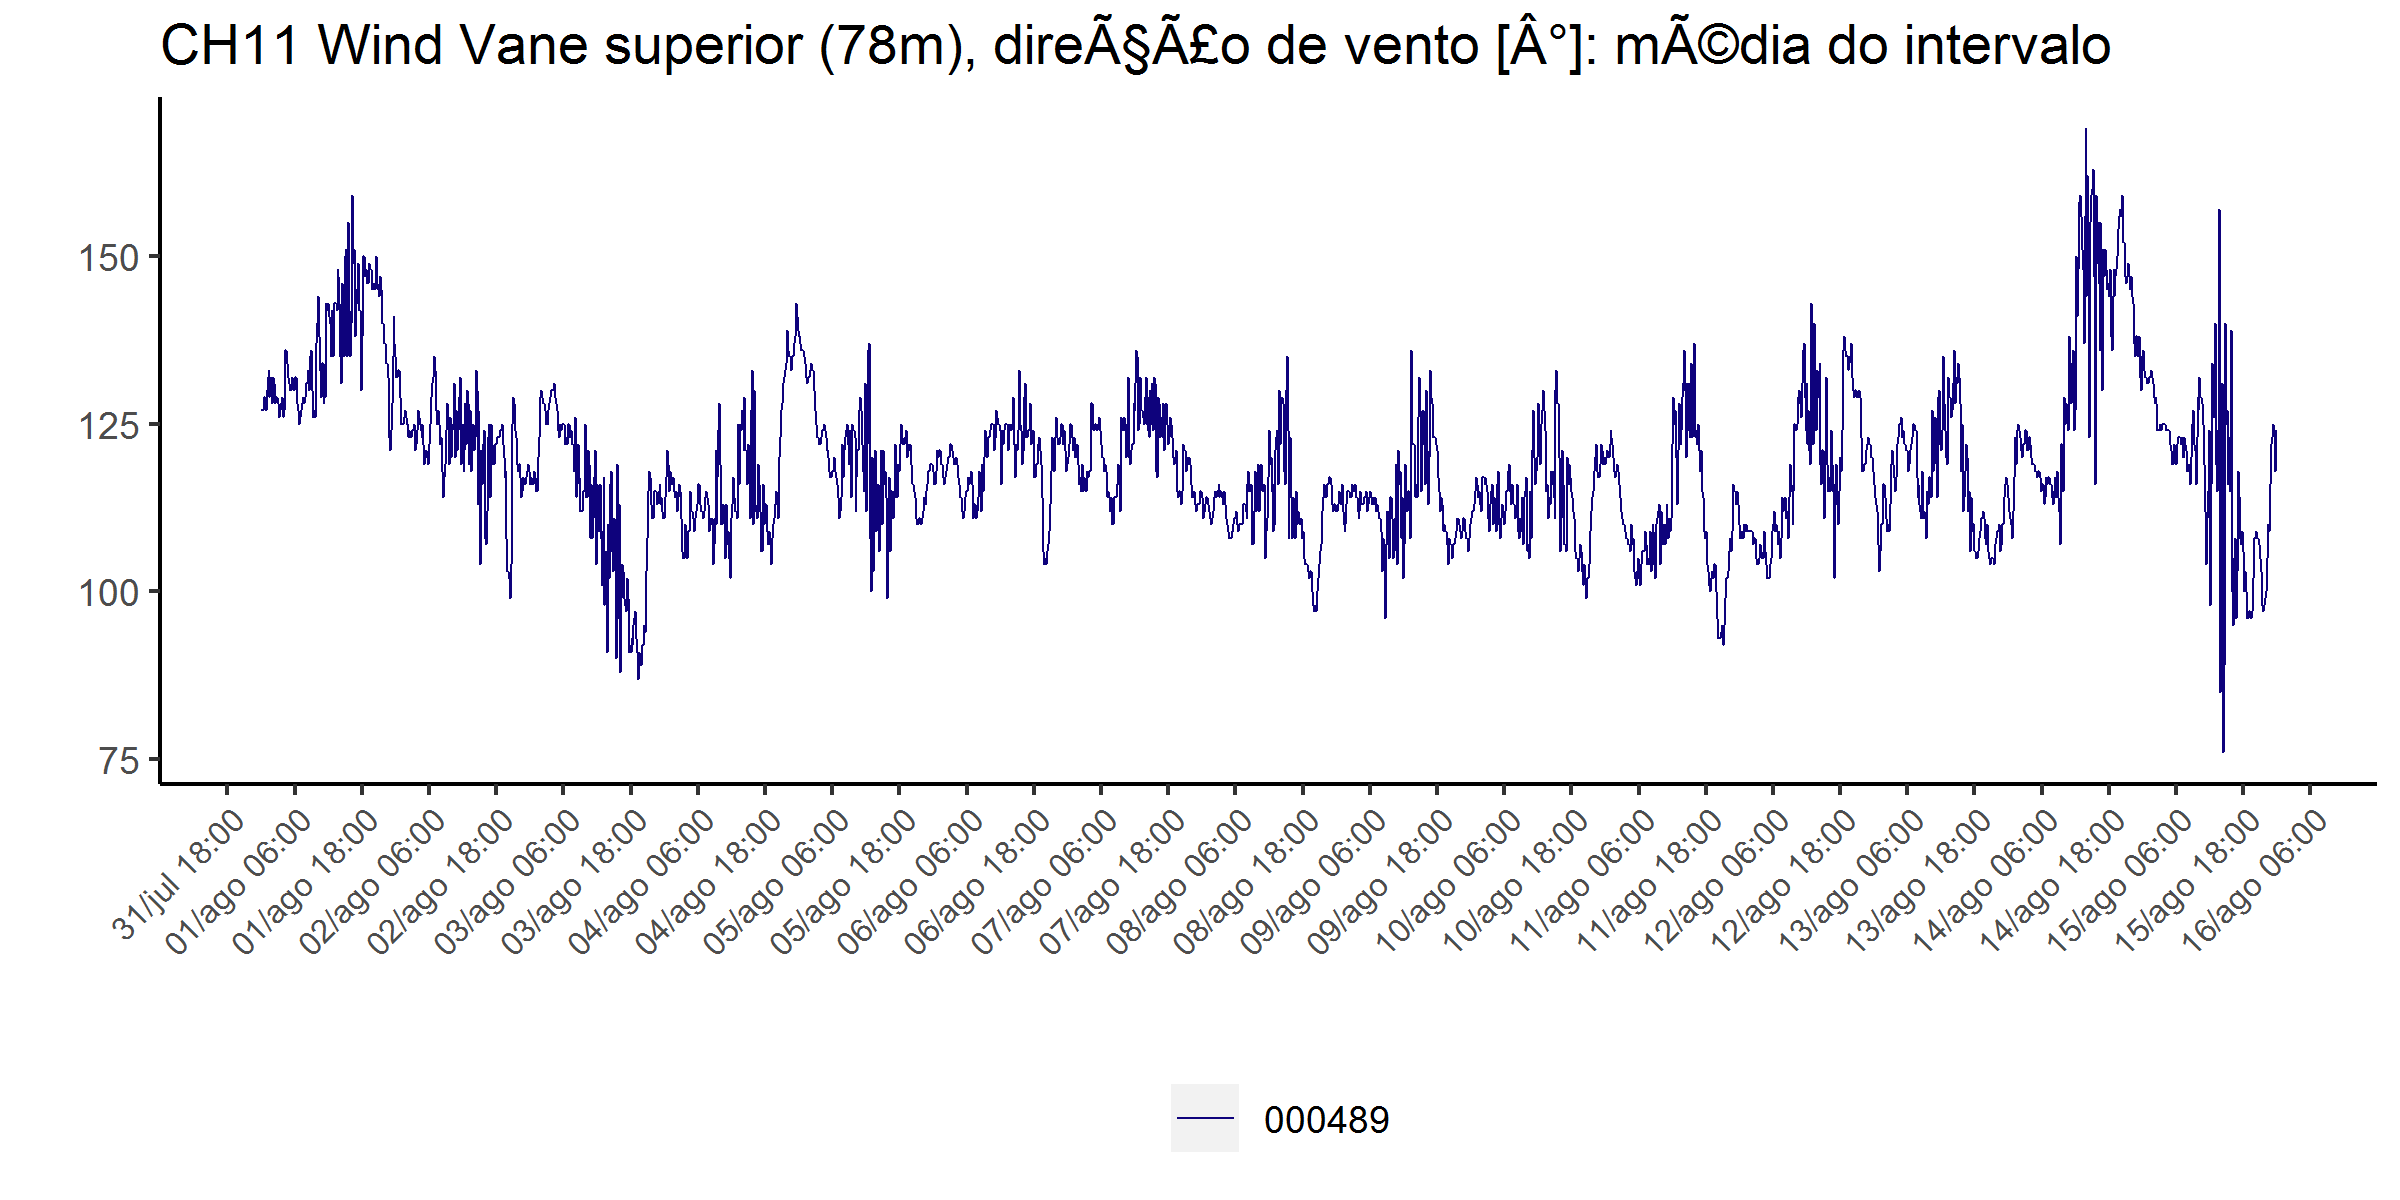 CH11 Wind Vane superior (78m), direÃ§Ã£o de vento [Â°]: mÃ©dia do intervalo
150
125
100
75
31/jul 18:00
01/ago 06:00
01/ago 18:00
02/ago 06:00
02/ago 18:00
03/ago 06:00
03/ago 18:00
04/ago 06:00
04/ago 18:00
05/ago 06:00
05/ago 18:00
06/ago 06:00
06/ago 18:00
07/ago 06:00
07/ago 18:00
08/ago 06:00
08/ago 18:00
09/ago 06:00
09/ago 18:00
10/ago 06:00
10/ago 18:00
11/ago 06:00
11/ago 18:00
12/ago 06:00
12/ago 18:00
13/ago 06:00
13/ago 18:00
14/ago 06:00
14/ago 18:00
15/ago 06:00
15/ago 18:00
16/ago 06:00
000489